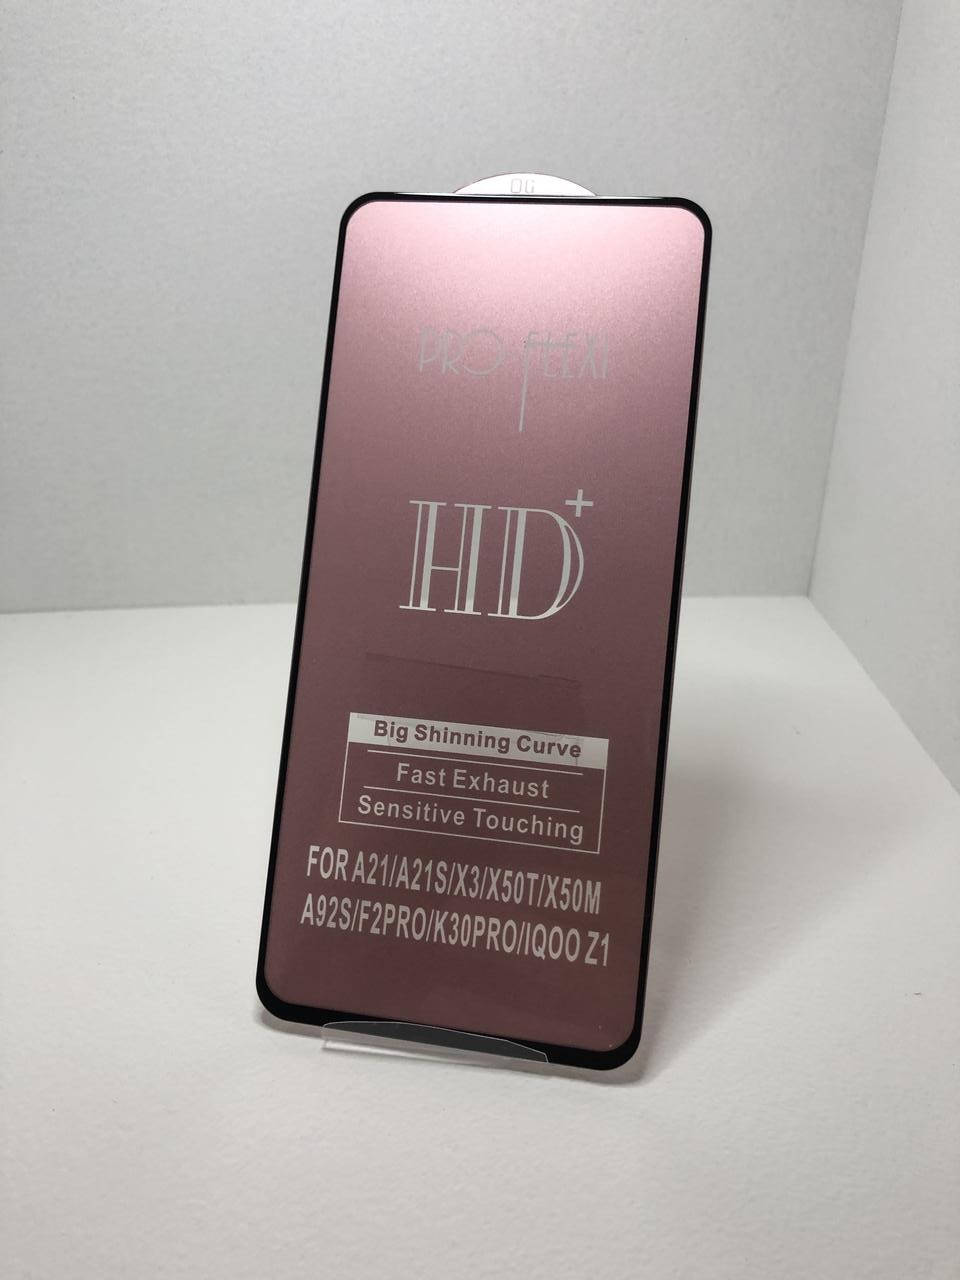 OG
PRO-FLEXI
HD+
Big Shinning Curve
Fast Exhaust
Sensitive Touching
FOR A21/A21S/X3/X50T/X50M
A92S/F2PRO/K30PRO/IQOO Z1